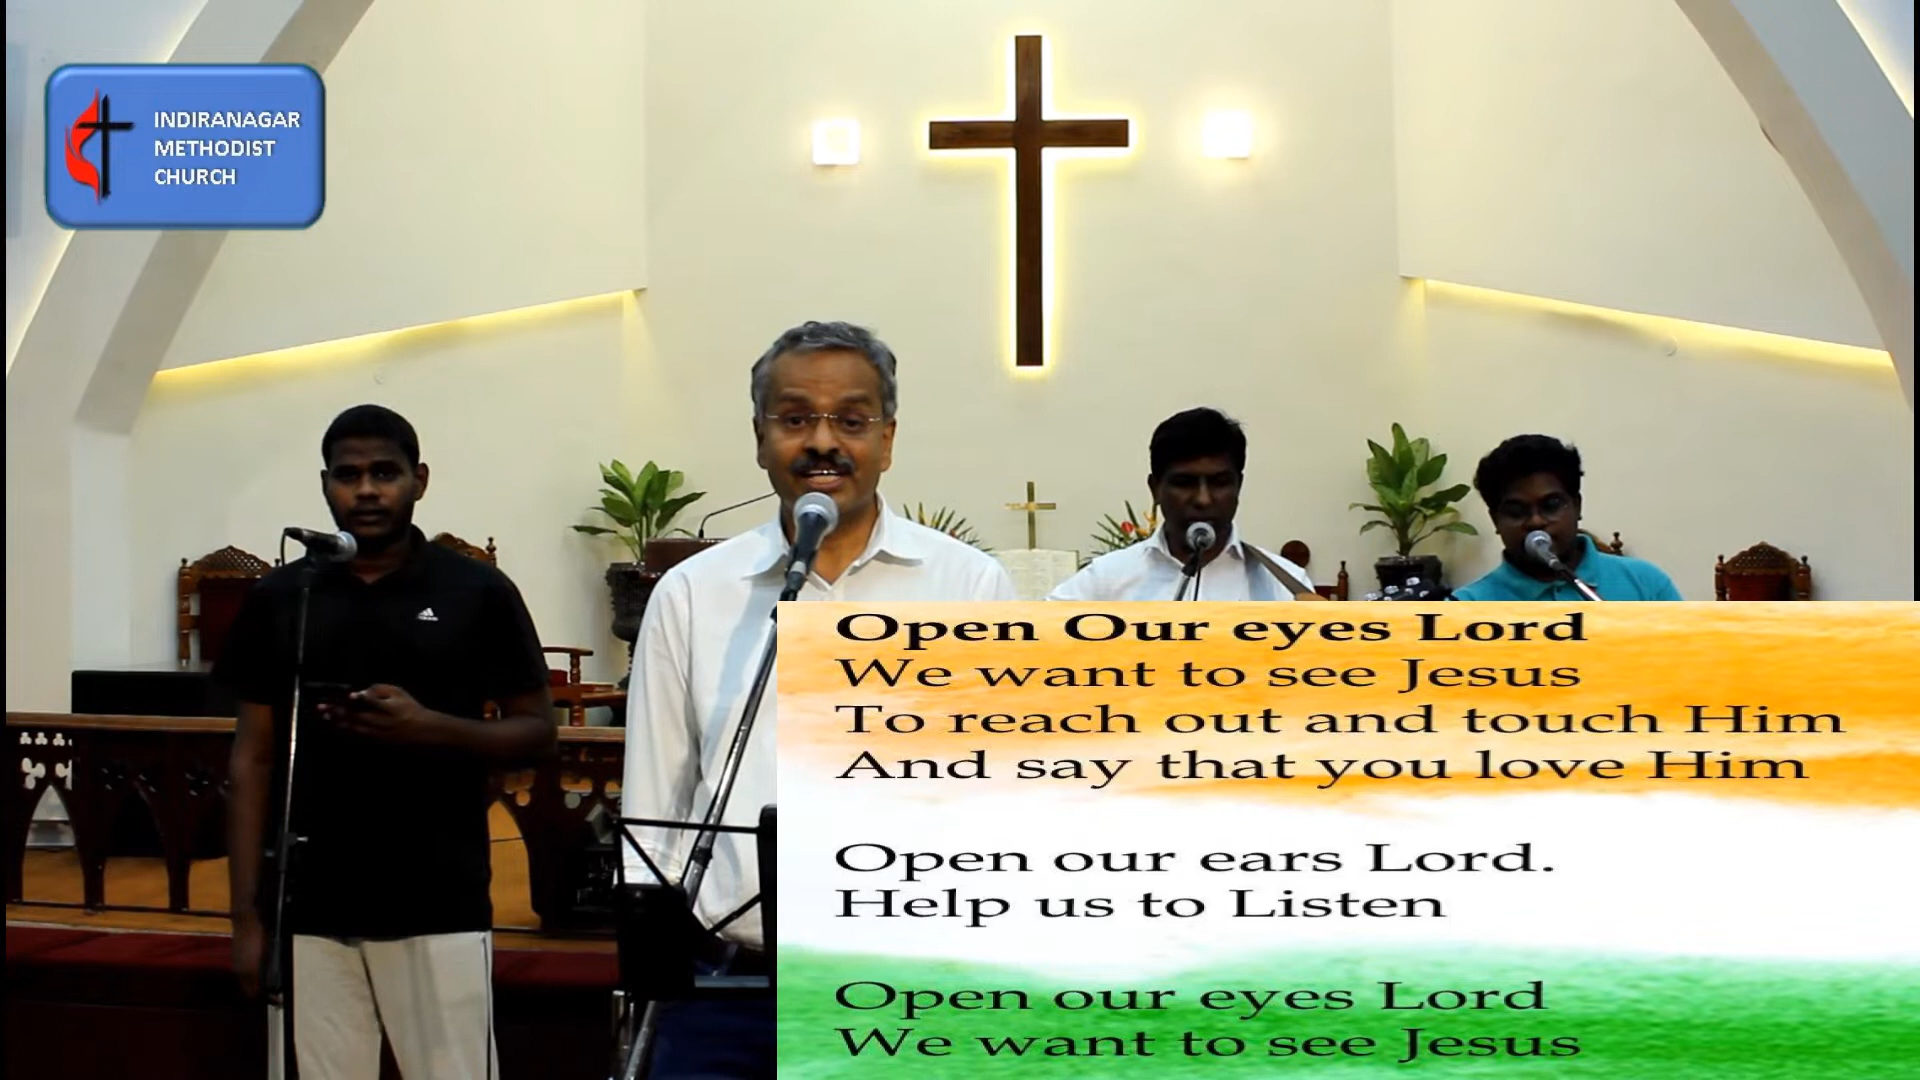 INDIRANAGAR
METHODIST
CHURCH
Open Our eyes Lord
We want to see Jesus
To reach out and touch Him
And say that you love Him
Open our ears Lord.
Help us to Listen
Open our eyes Lord
We want to see Jesus